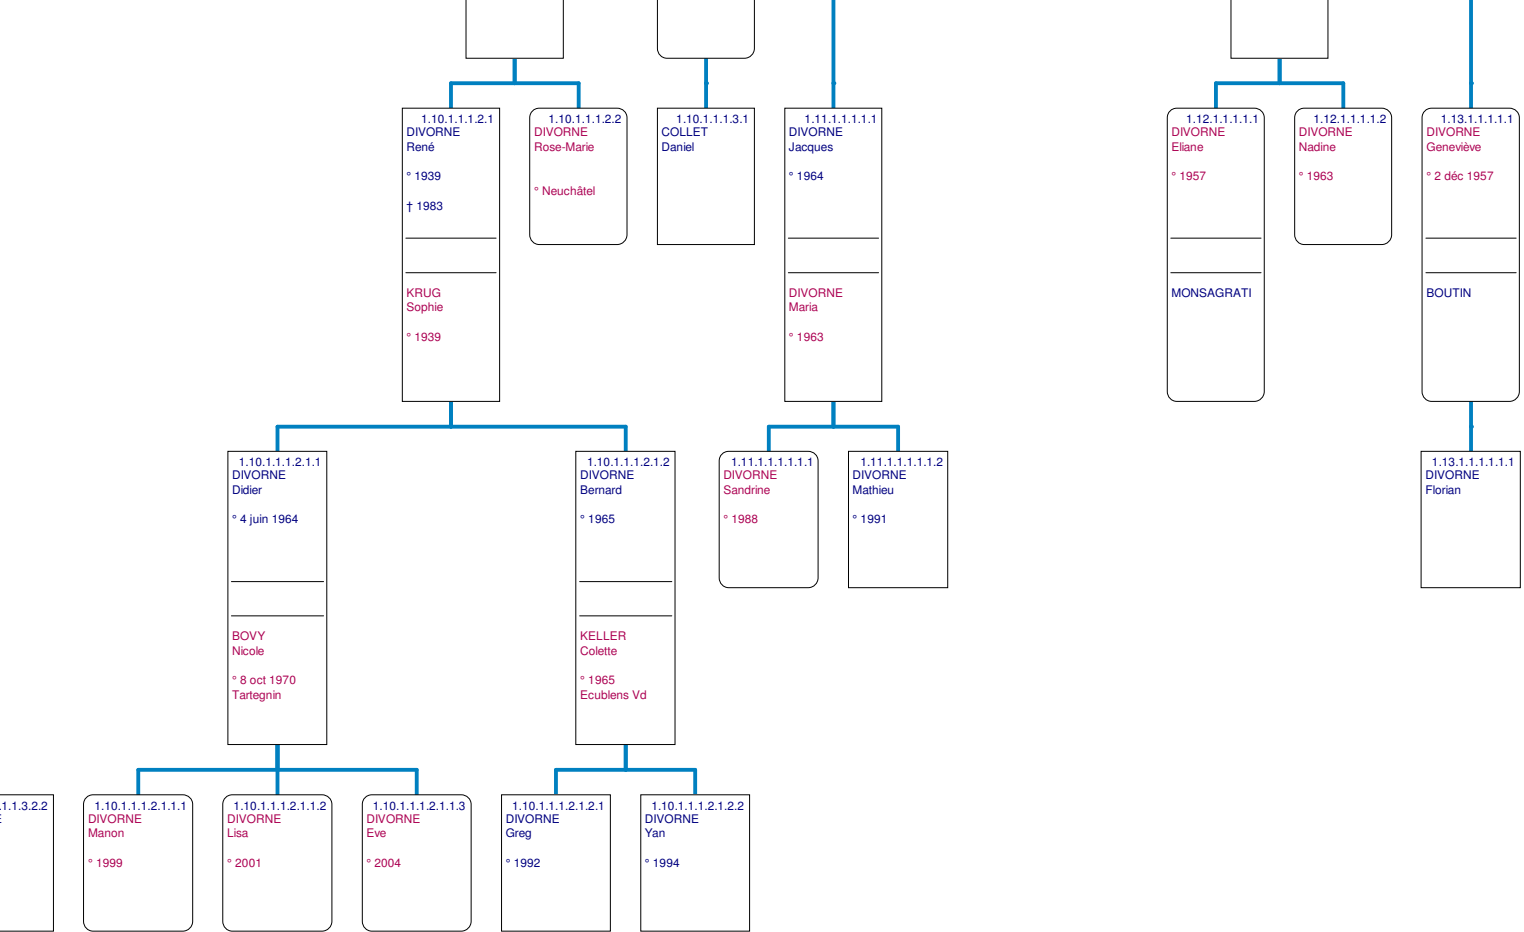 1.10.1.1.1.2.1
DIVORNE
René
° 1939
† 1983
KRUG
Sophie
° 1939
1.10.1.1.1.2.2
DIVORNE
Rose-Marie
° Neuchâtel
1.10.1.1.1.3.1
COLLET
Daniel
1.11.1.1.1.1.1
DIVORNE
Jacques
° 1964
DIVORNE
Maria
° 1963
1.12.1.1.1.1.1
DIVORNE
Eliane
° 1957
MONSAGRATI
1.12.1.1.1.1.2
DIVORNE
Nadine
° 1963
1.13.1.1.1.1.1
DIVORNE
Geneviève
° 2 déc 1957
BOUTIN
1.10.1.1.1.2.1.1
DIVORNE
Didier
° 4 juin 1964
BOVY
Nicole
° 8 oct 1970
Tartegnin
1.10.1.1.1.2.1.2
DIVORNE
Bernard
° 1965
KELLER
Colette
° 1965
Ecublens Vd
1.11.1.1.1.1.1.1
DIVORNE
Sandrine
° 1988
1.11.1.1.1.1.1.2
DIVORNE
Mathieu
° 1991
1.13.1.1.1.1.1.1
DIVORNE
Florian
.1.1.3.2.2
1.10.1.1.1.2.1.1.1
DIVORNE
Manon
° 1999
1.10.1.1.1.2.1.1.2
DIVORNE
Lisa
° 2001
1.10.1.1.1.2.1.1.3
DIVORNE
Eve
° 2004
1.10.1.1.1.2.1.2.1
DIVORNE
Greg
° 1992
1.10.1.1.1.2.1.2.2
DIVORNE
Yan
° 1994